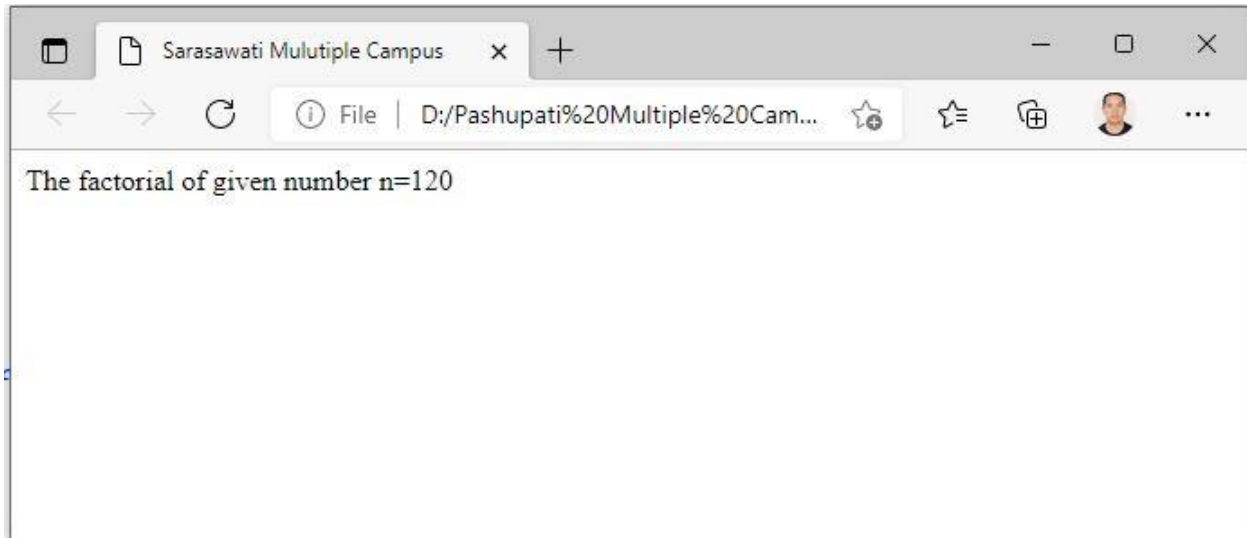 Sarasawati Mulutiple Campus
File | D:/Pashupati%20Multiple%20Cam...
The factorial of given number n=120